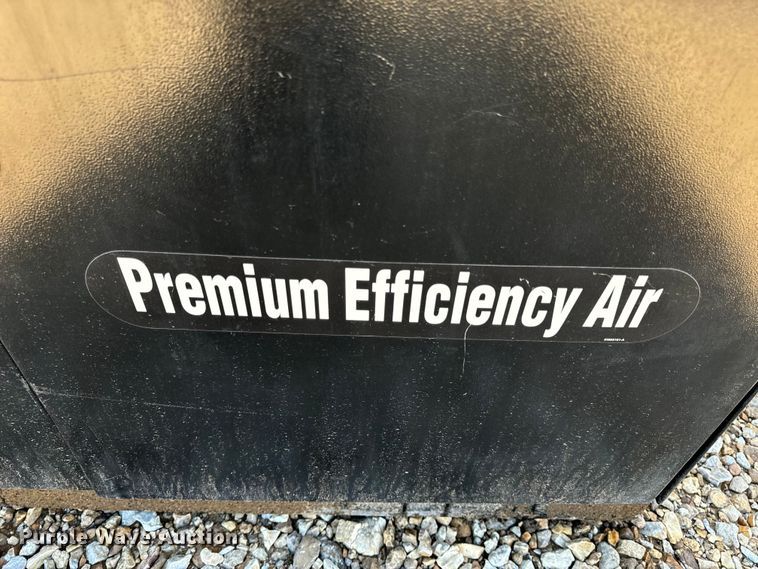 Premium Efficiency Air
Purple Wave Auction